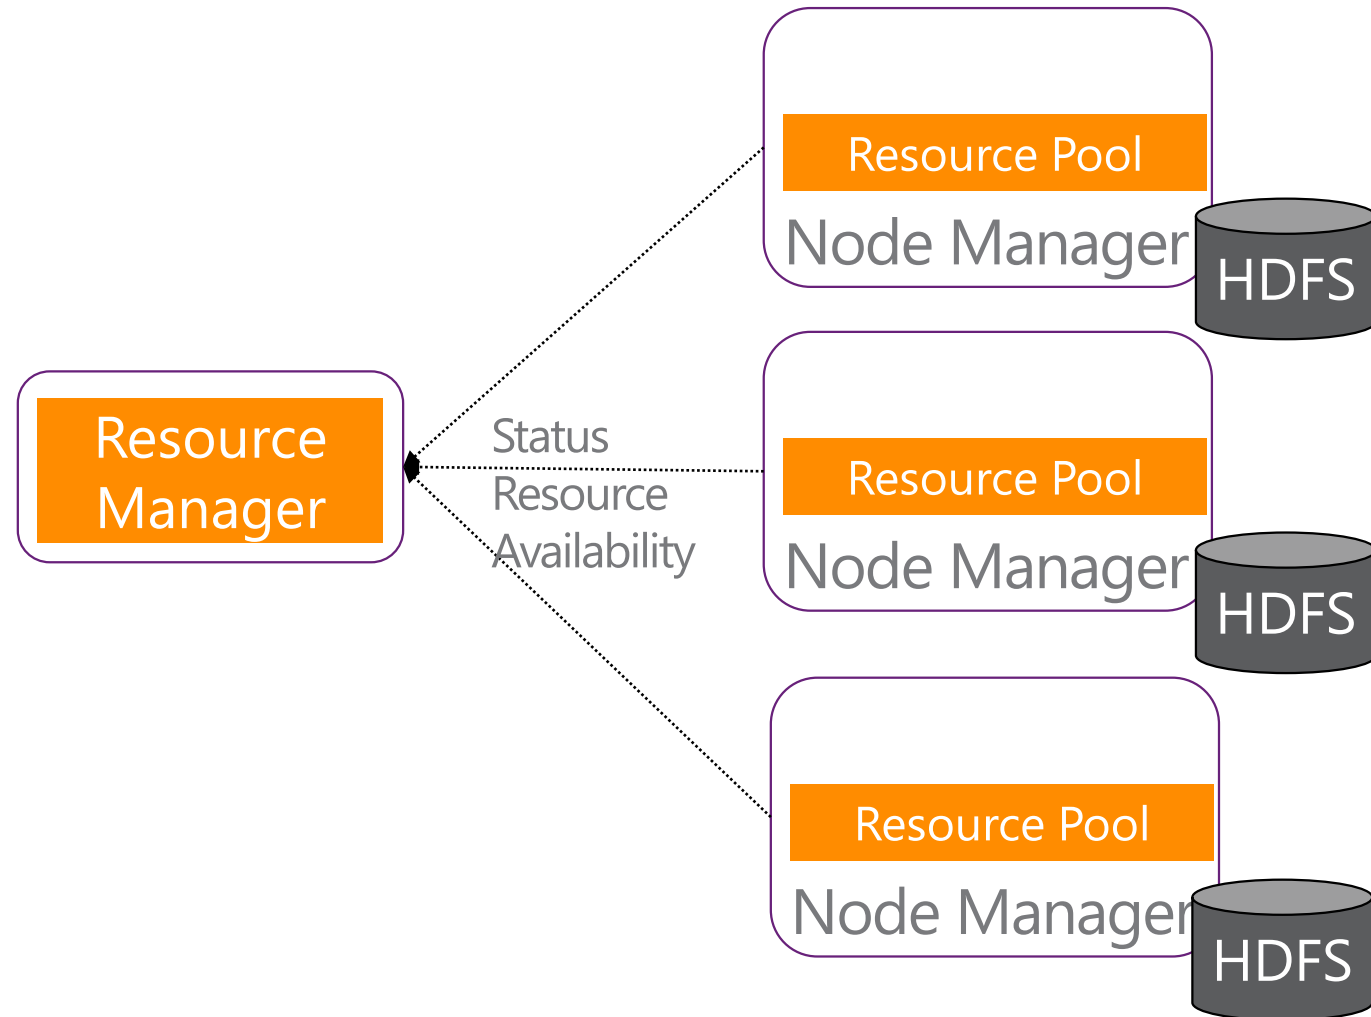 Resource
Manager
Status
Resource
Availability
Resource Pool
Node Manager
HDFS
Resource Pool
Node Manager
HDFS
Resource Pool
Node Manager
HDFS